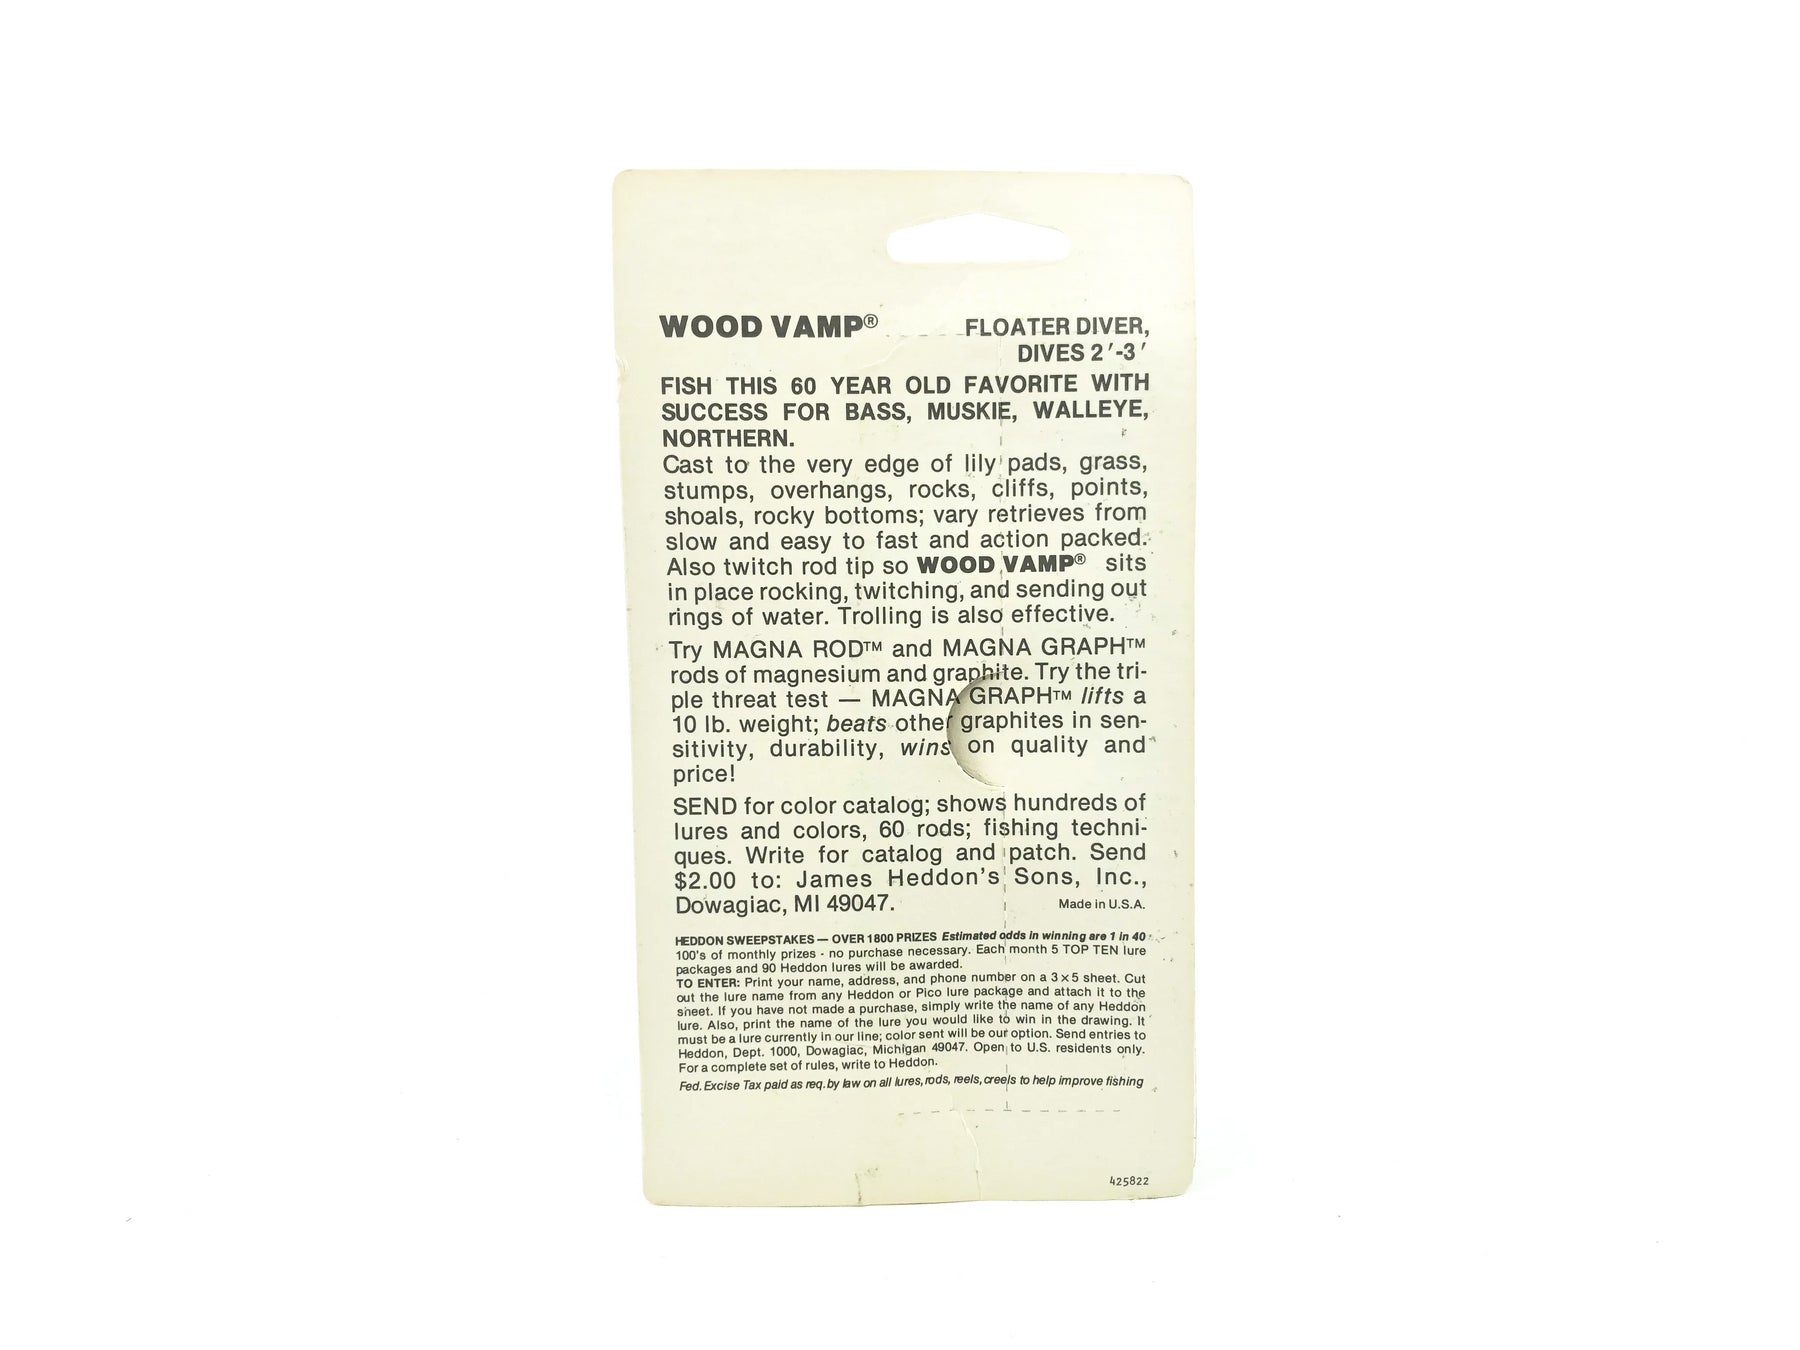 WOOD VAMP® FLOATER DIVER,
DIVES 2'-3'
FISH THIS 60 YEAR OLD FAVORITE WITH
SUCCESS FOR BASS, MUSKIE, WALLEYE,
NORTHERN.
Cast to the very edge of lily pads, grass,
stumps, overhangs, rocks, cliffs, points,
shoals, rocky bottoms; vary retrieves from
slow and easy to fast and action packed.
Also twitch rod tip so WOOD VAMP® sits
in place rocking, twitching, and sending out
rings of water. Trolling is also effective.
Try MAGNA ROD™ and MAGNA GRAPH™
rods of magnesium and graphite. Try the tri-
ple threat test — MAGNA GRAPH™ lifts a
10 lb. weight; beats other graphites in sen-
sitivity, durability, wins on quality and
price!
SEND for color catalog; shows hundreds of
lures and colors, 60 rods; fishing techni-
ques. Write for catalog and patch. Send
$2.00 to: James Heddon's Sons, Inc.,
Dowagiac, MI 49047. Made in U.S.A.
HEDDON SWEEPSTAKES — OVER 1800 PRIZES Estimated odds in winning are 1 in 40
100's of monthly prizes - no purchase necessary. Each month 5 TOP TEN lure
packages and 90 Heddon lures will be awarded.
TO ENTER: Print your name, address, and phone number on a 3×5 sheet. Cut
out the lure name from any Heddon or Pico lure package and attach it to the
sheet. If you have not made a purchase, simply write the name of any Heddon
lure. Also, print the name of the lure you would like to win in the drawing. It
must be a lure currently in our line; color sent will be our option. Send entries to
Heddon, Dept. 1000, Dowagiac, Michigan 49047. Open to U.S. residents only.
For a complete set of rules, write to Heddon.
Fed. Excise Tax paid as req. by law on all lures, rods, reels, creels to help improve fishing
425822